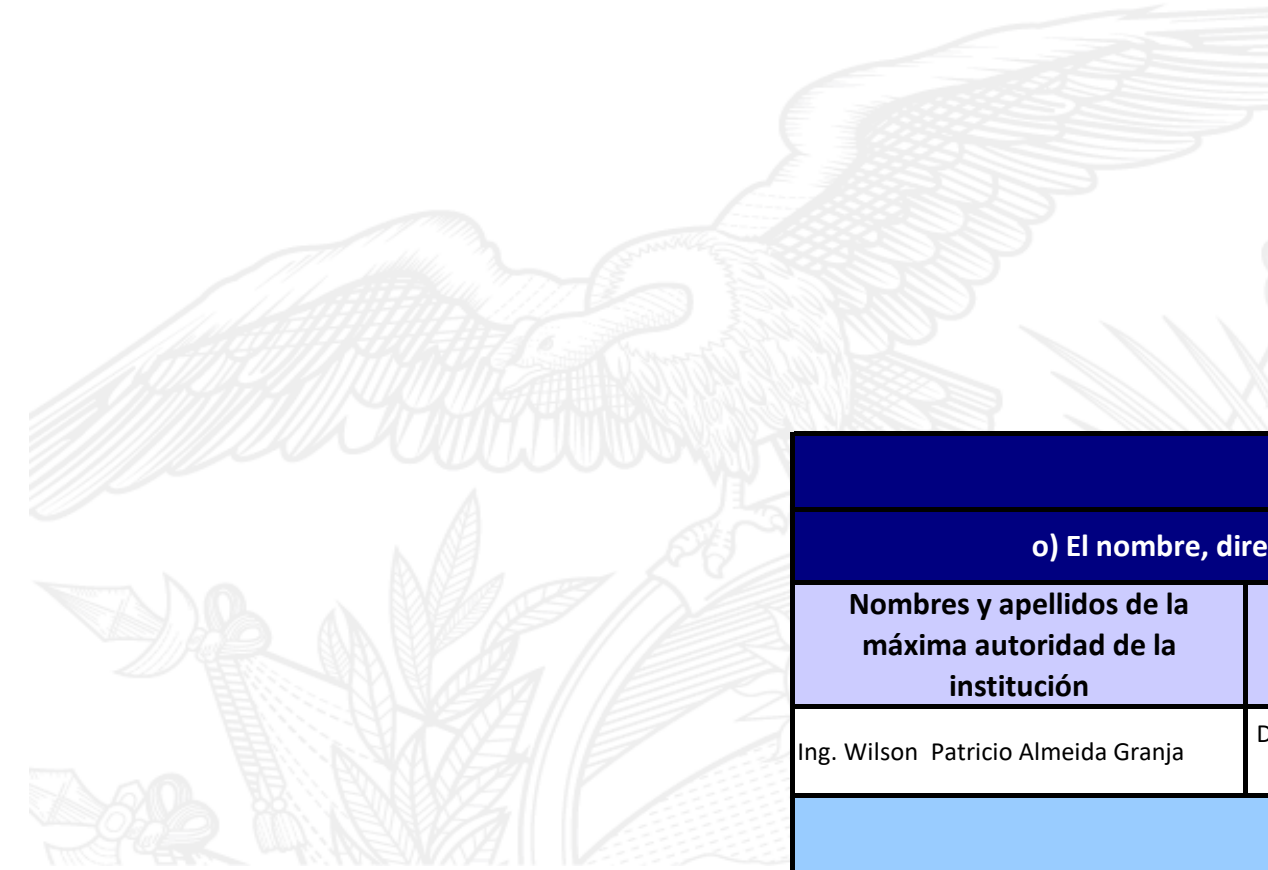 o) El nombre, dire
Nombres y apellidos de la
máxima autoridad de la
institución
Ing. Wilson  Patricio Almeida Granja
D